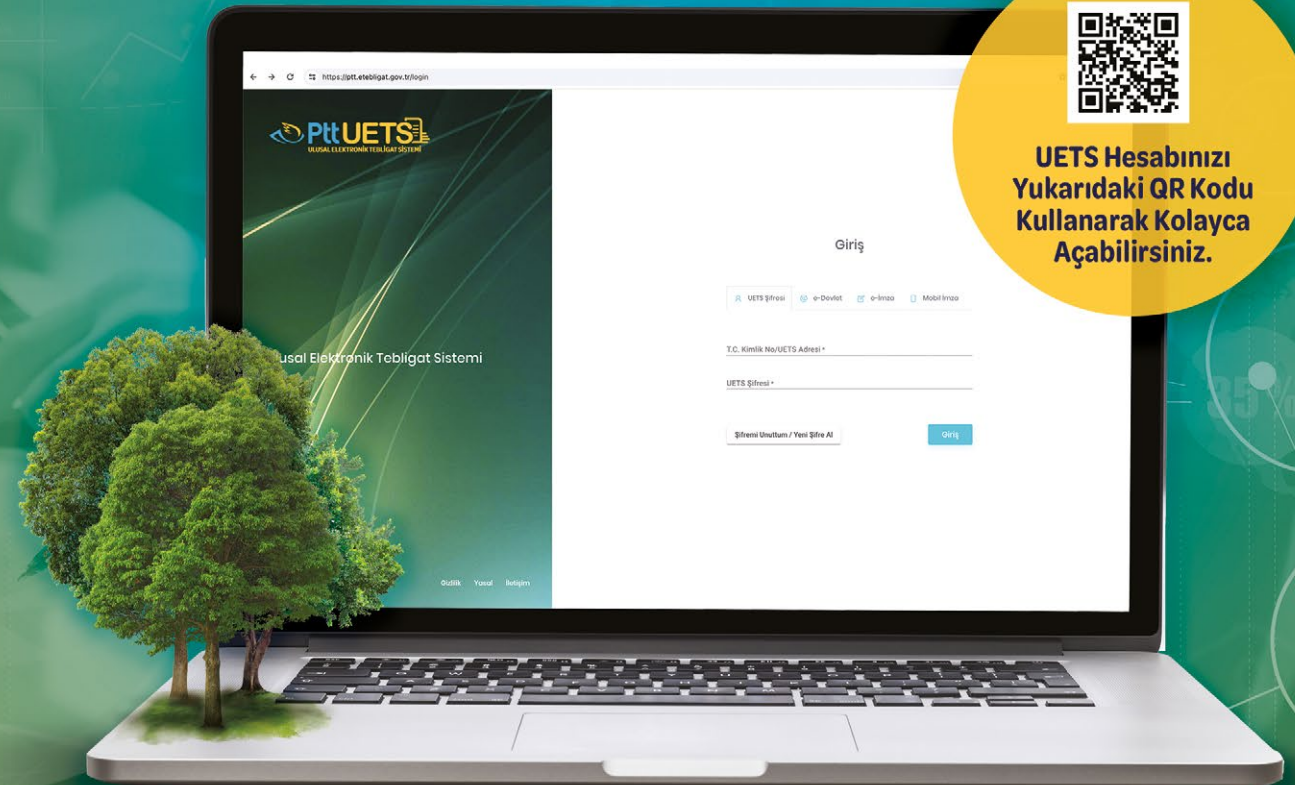 https://ptt.etebligat.gov.tr/login
PttUETS
ULUSAL ELEKTRONİK TEBLİGAT SİSTEMİ
UETS Hesabınızı
Yukarıdaki QR Kodu
Kullanarak Kolayca
Açabilirsiniz.
Giriş
UETS Şifresi e-Devlet e-İmza Mobil İmza
T.C. Kimlik No/UETS Adresi *
usal Elektronik Tebligat Sistemi
UETS Şifresi *
Şifremi Unuttum / Yeni Şifre Al Giriş
35%
Gizlilik Yasal İletişim